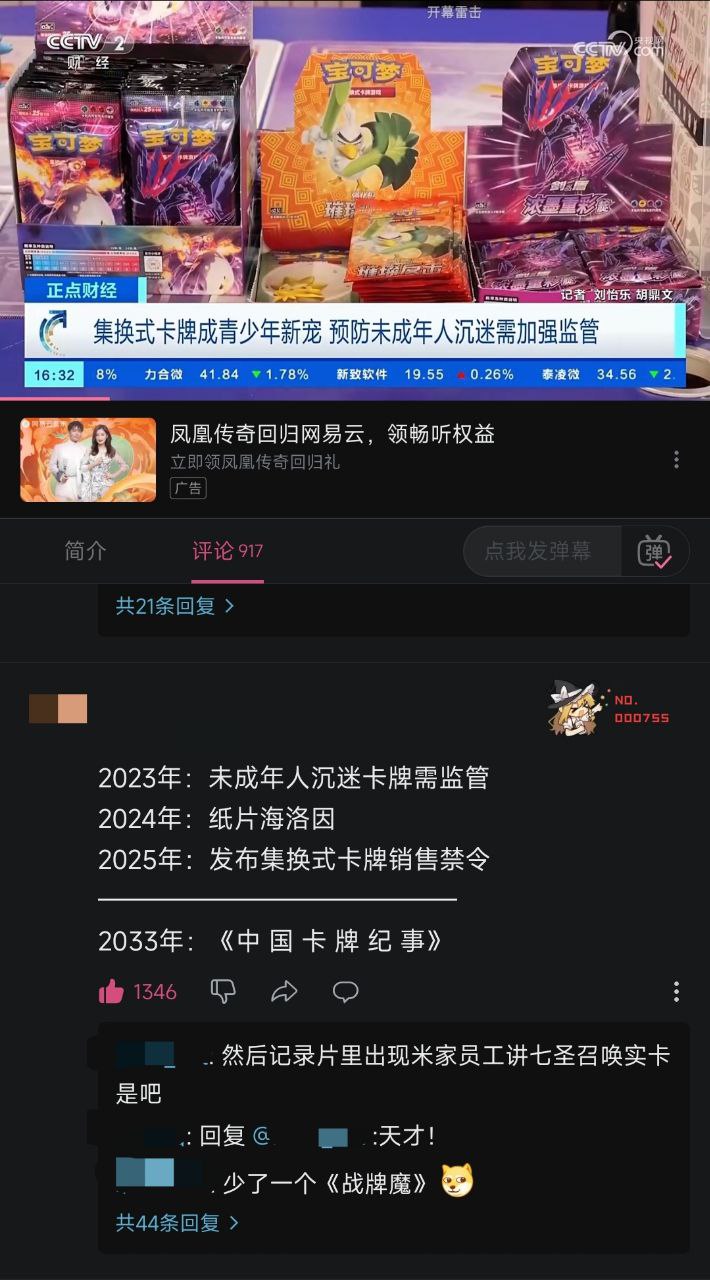 开幕雷击
CCTV 2
财经
CCTV 央视网
com
宝可梦
宝可梦
宝可梦
宝可梦
剑&盾
浓墨重彩
正点财经
记者 刘怡乐 胡鼎文
集换式卡牌成青少年新宠 预防未成年人沉迷需加强监管
16:32 8% 力合微 41.84 ▼1.78% 新致软件 19.55 ▲0.26% 泰凌微 34.56 ▼2.
凤凰传奇回归网易云，领畅听权益
立即领凤凰传奇回归礼
广告
简介 评论 917 点我发弹幕 弹
共21条回复 >
NO.
000755
2023年：未成年人沉迷卡牌需监管
2024年：纸片海洛因
2025年：发布集换式卡牌销售禁令
2033年：《中 国 卡 牌 纪 事》
1346
然后记录片里出现米家员工讲七圣召唤实卡
是吧
: 回复 @ :天才！
少了一个《战牌魔》
共44条回复 >